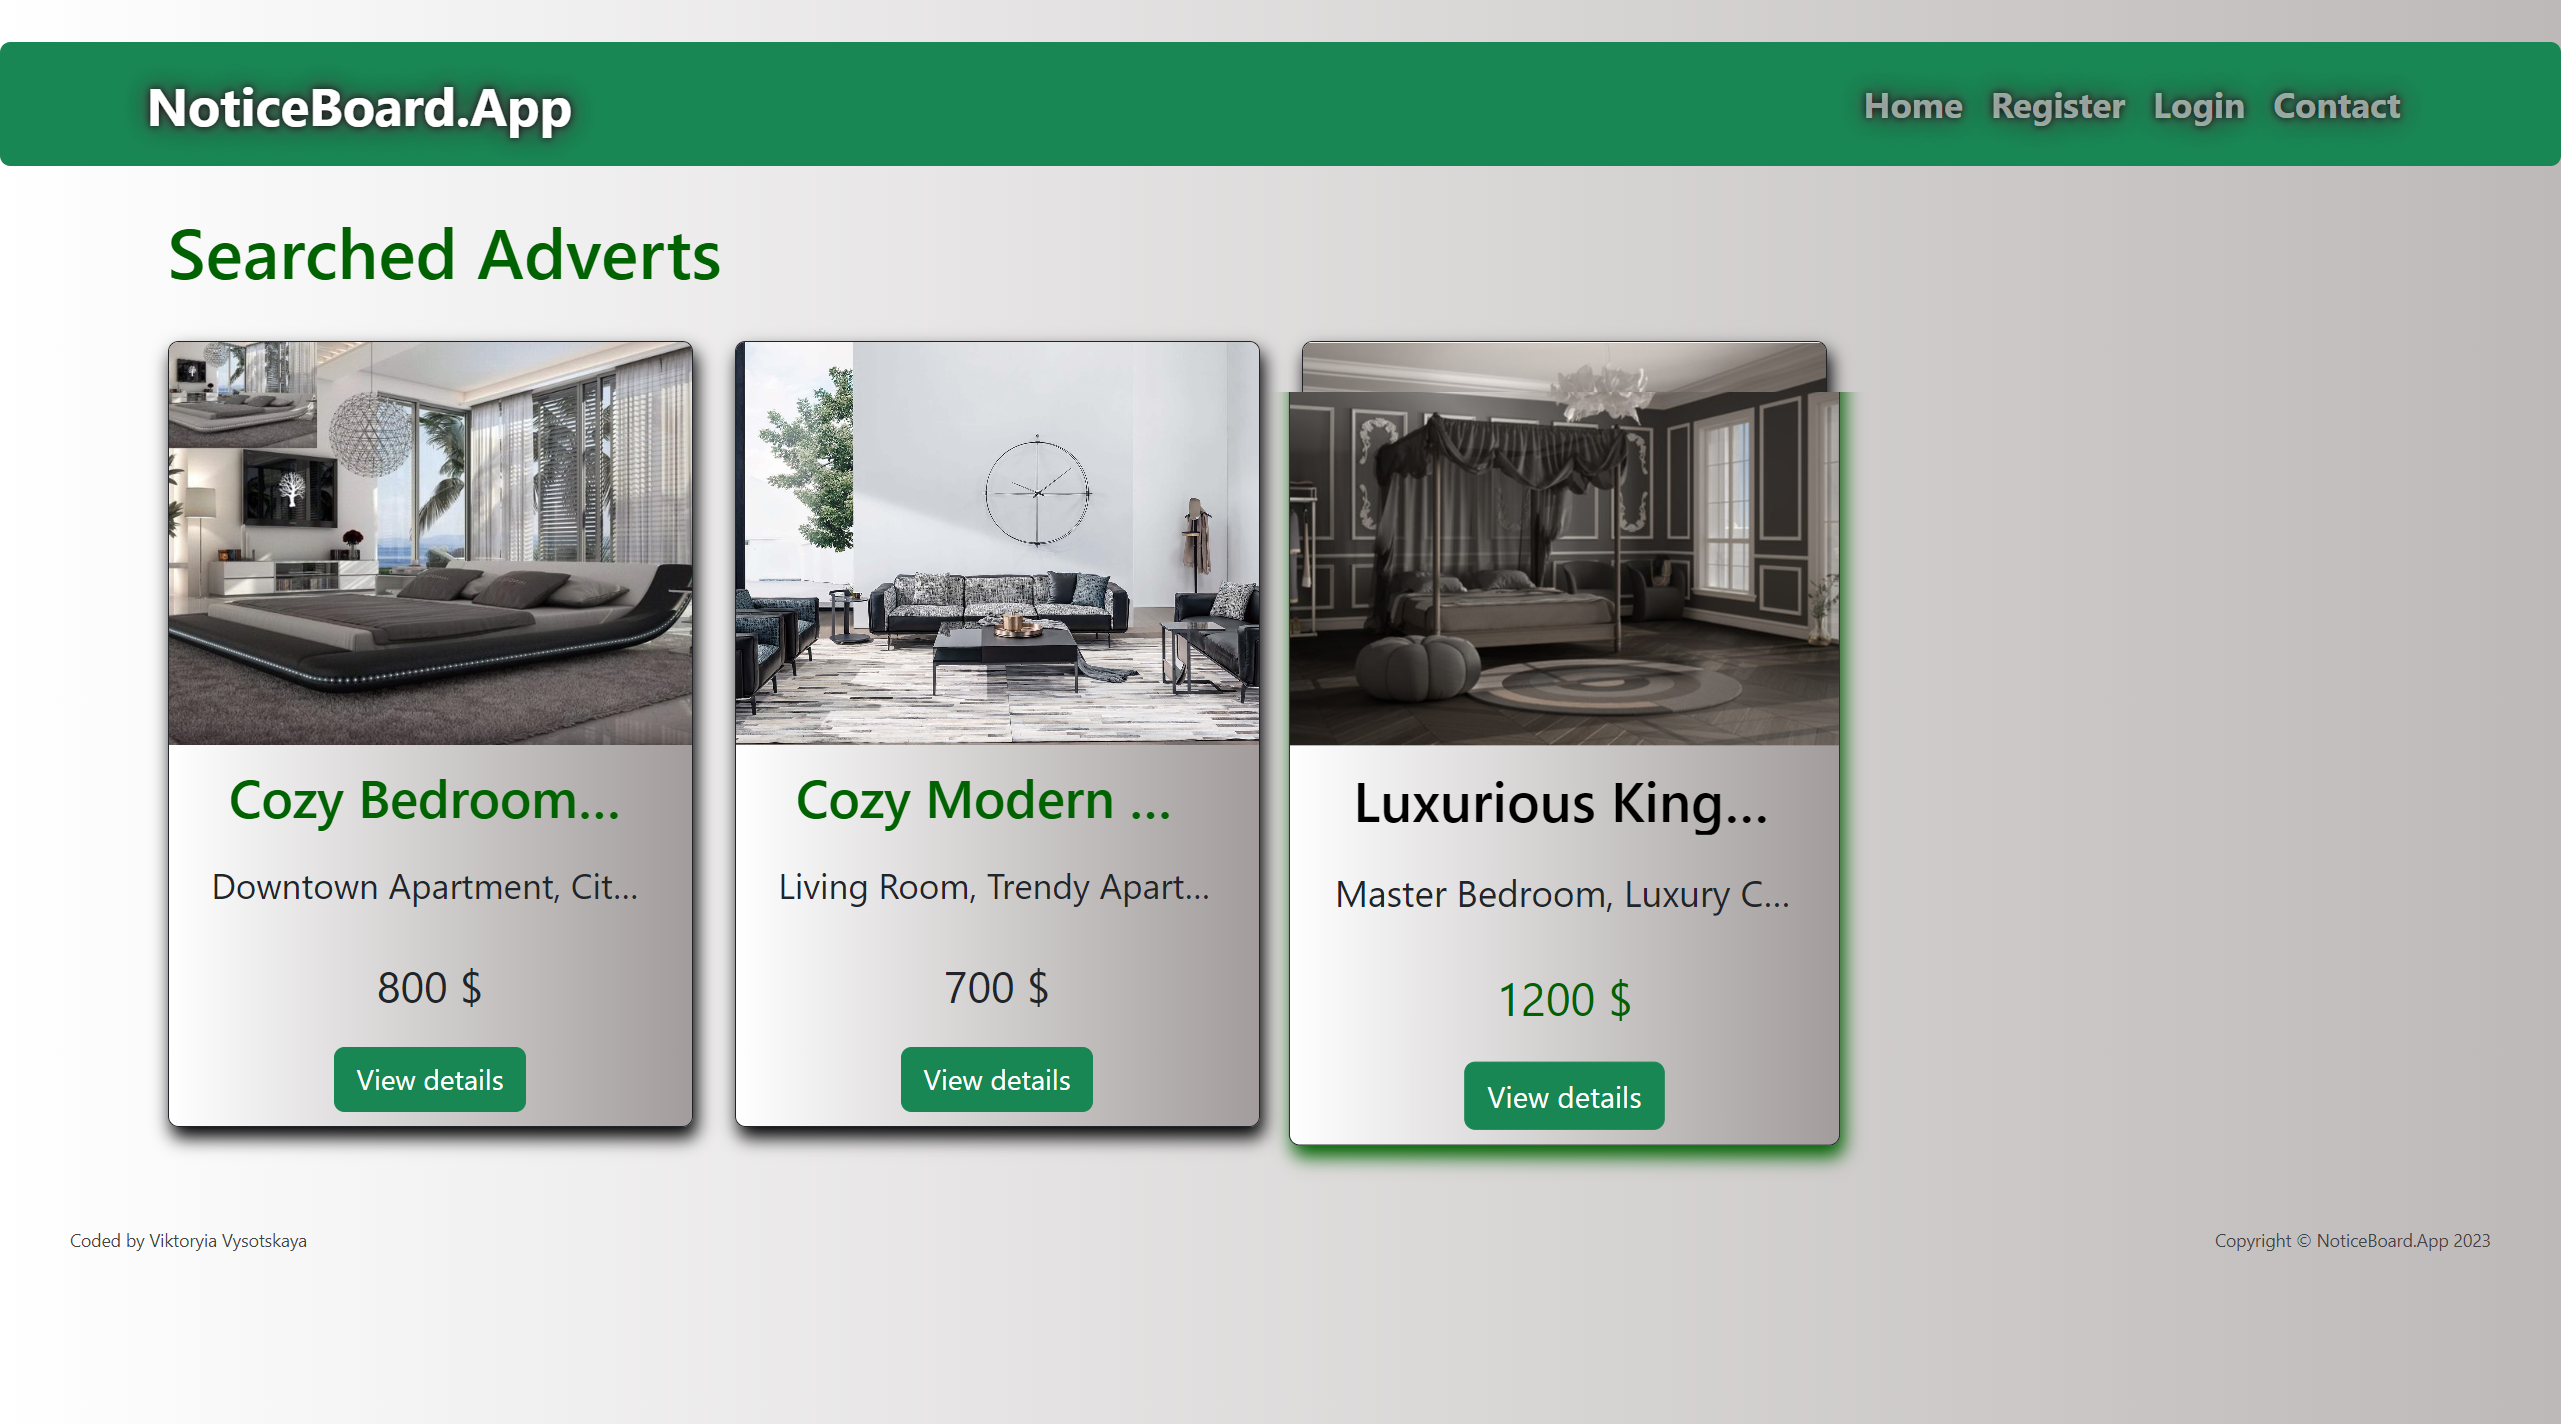 NoticeBoard.App
Home Register Login Contact
Searched Adverts
Cozy Bedroom...
Downtown Apartment, Cit...
800 $
View details
Cozy Modern ...
Living Room, Trendy Apart...
700 $
View details
Luxurious King...
Master Bedroom, Luxury C...
1200 $
View details
Coded by Viktoryia Vysotskaya
Copyright © NoticeBoard.App 2023